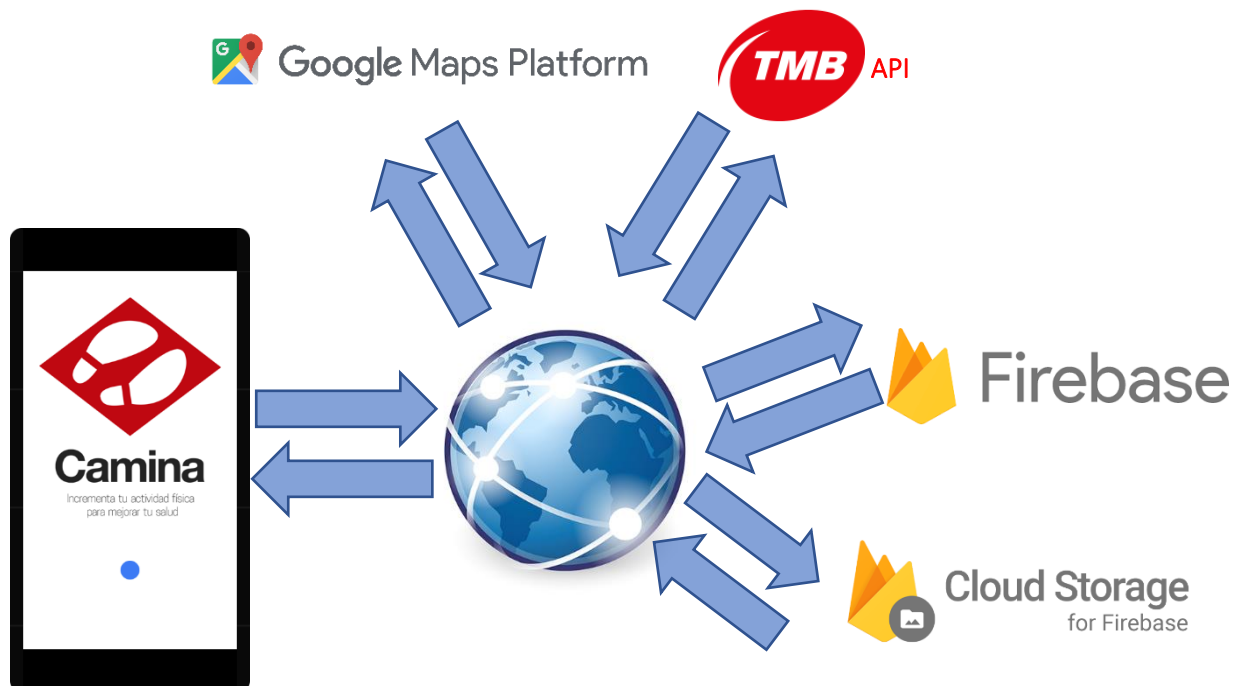 G
Google Maps Platform
TMB API
Camina
Incrementa tu actividad física
para mejorar tu salud
Firebase
Cloud Storage
for Firebase